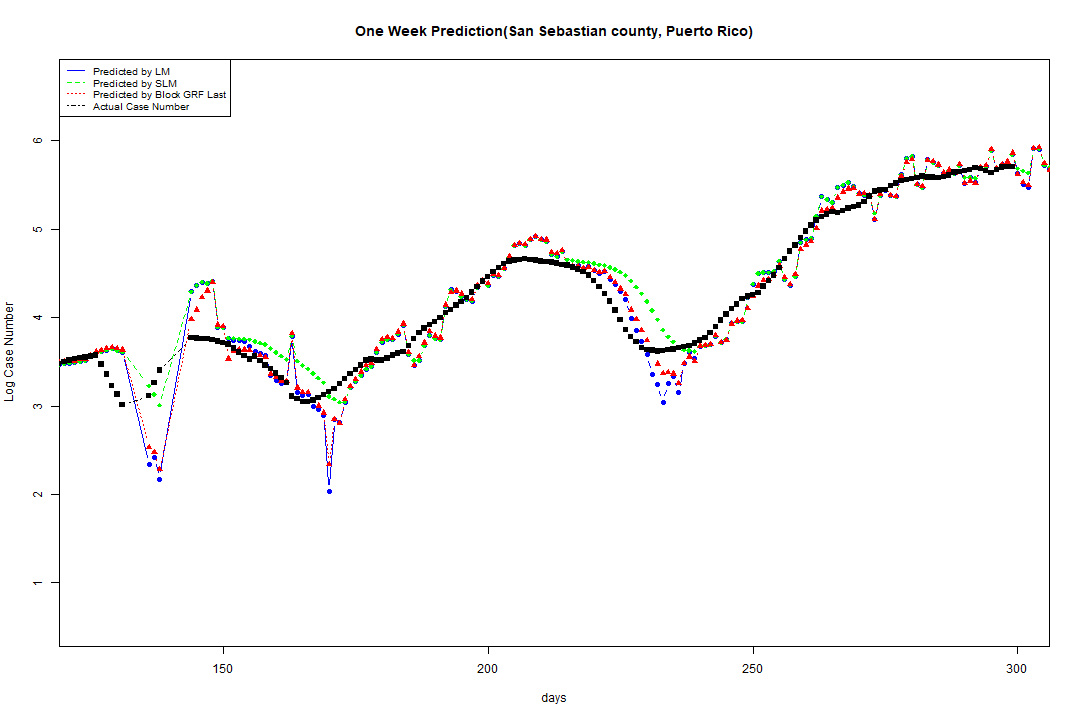 One Week Prediction(San Sebastian county, Puerto Rico)
Predicted by LM
Predicted by SLM
Predicted by Block GRF Last
Actual Case Number
6
5
4
3
2
1
Log Case Number
150 200 250 300
days